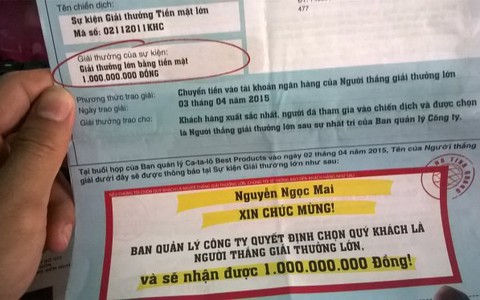 Tên chiến dịch:
Sự kiện Giải thưởng Tiền mặt lớn
Mã số: 02112011KHC
477
Giải thưởng của sự kiện:
Giải thưởng lớn bằng tiền mặt
1.000.000.000 ĐỒNG
Phương thức trao giải: Chuyển tiền vào tài khoản ngân hàng của Người thắng giải thưởng lớn
Ngày trao giải: 03 tháng 04 năm 2015
Giải thưởng trao cho: Khách hàng xuất sắc nhất, người đã tham gia vào chiến dịch và được chọn
là Người thắng giải thưởng lớn sau sự nhất trí của Ban quản lý Công ty.
Tại buổi họp của Ban quản lý Ca-ta-lô Best Products vào ngày 02 tháng 04 năm 2015, Tên của Người thắng
giải dưới đây sẽ được thông báo tại Sự kiện Giải thưởng lớn như sau:
Nguyễn Ngọc Mai
XIN CHÚC MỪNG!
BAN QUẢN LÝ CÔNG TY QUYẾT ĐỊNH CHỌN QUÝ KHÁCH LÀ
NGƯỜI THẮNG GIẢI THƯỞNG LỚN.
và sẽ nhận được 1.000.000.000 Đồng!